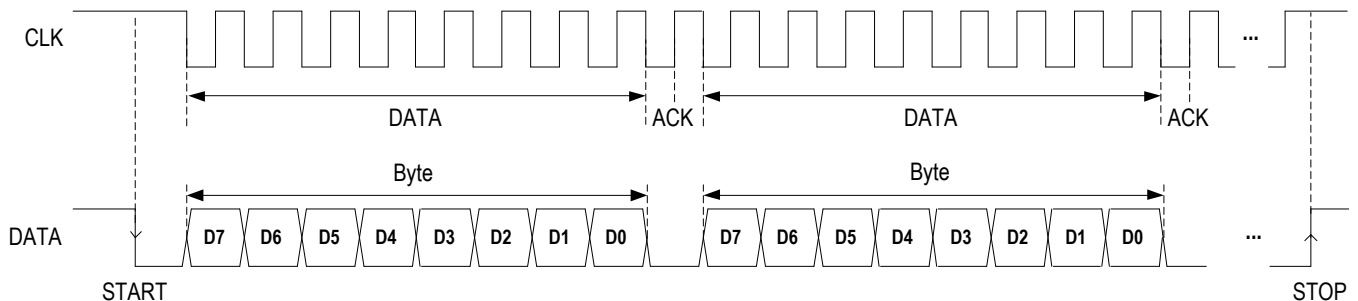 CLK
...
DATA ACK DATA ACK
Byte Byte
DATA D7 D6 D5 D4 D3 D2 D1 D0 D7 D6 D5 D4 D3 D2 D1 D0 ...
START STOP